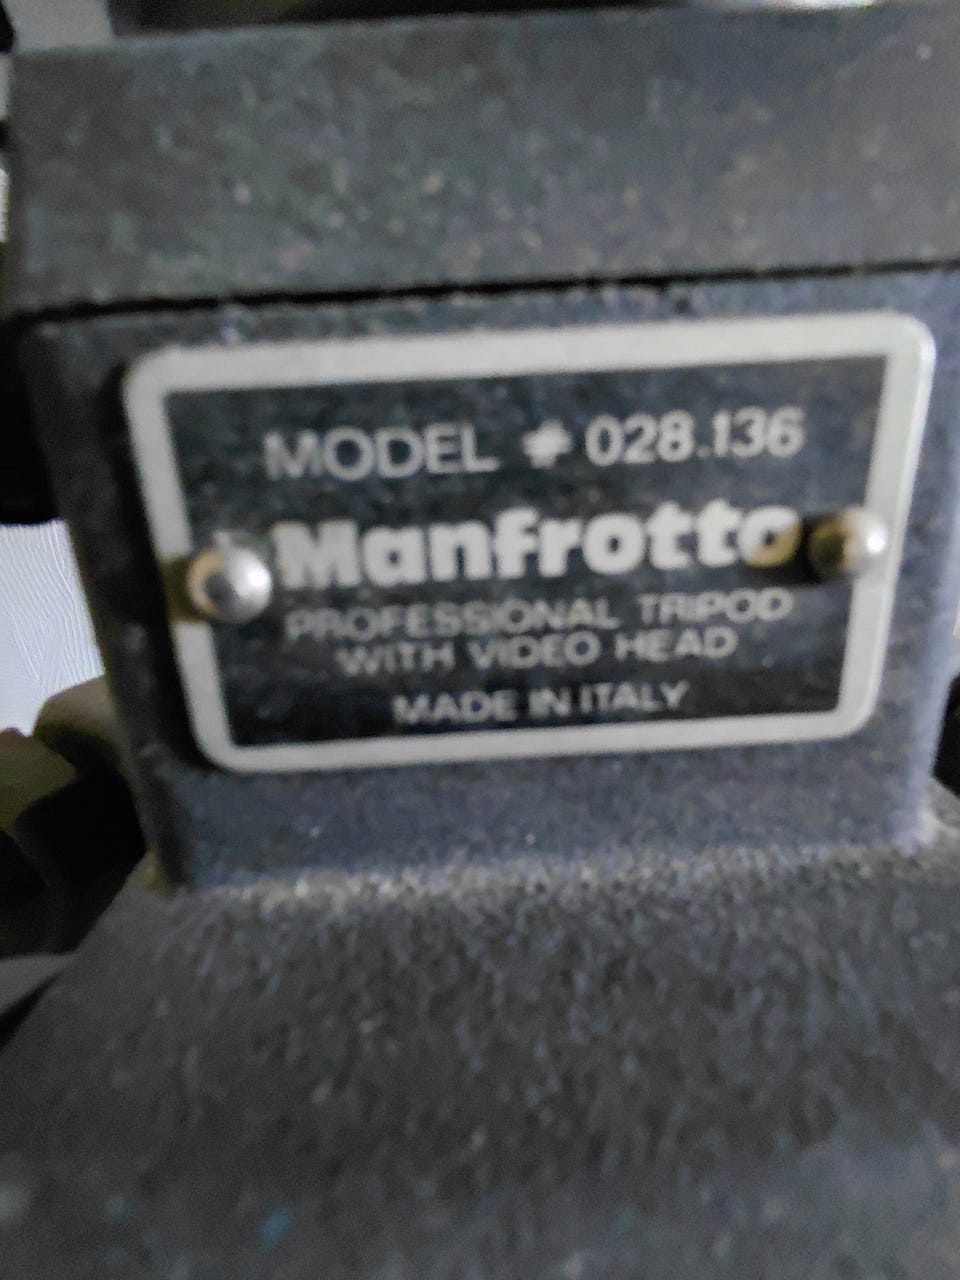 MODEL # 028.136
Manfrotto
PROFESSIONAL TRIPOD
WITH VIDEO HEAD
MADE IN ITALY